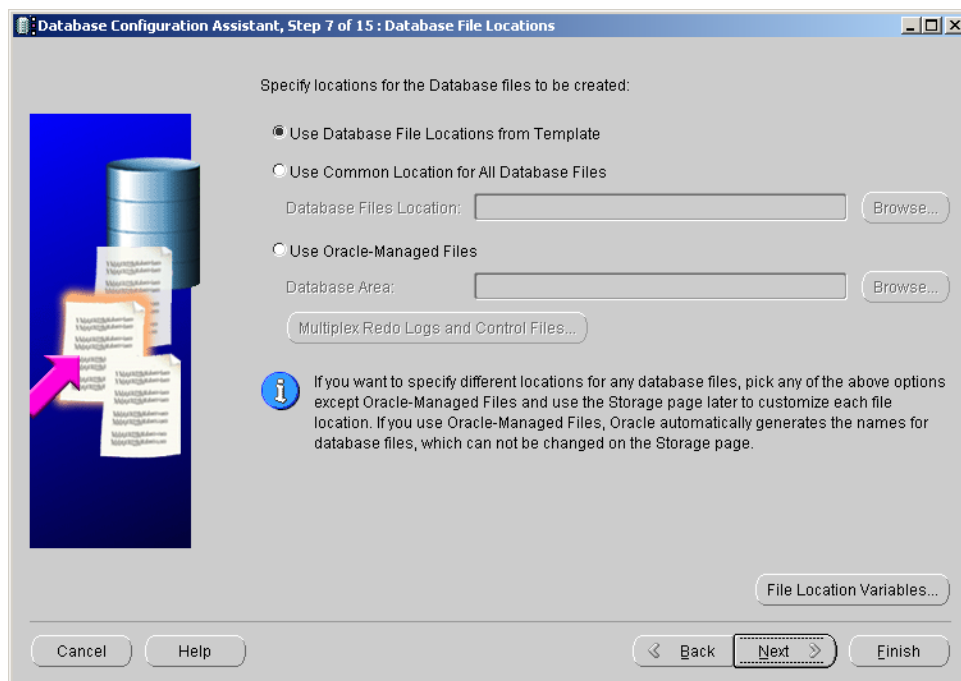 Database Configuration Assistant, Step 7 of 15 : Database File Locations
Specify locations for the Database files to be created:
Use Database File Locations from Template
Use Common Location for All Database Files
Database Files Location:
Browse...
Use Oracle-Managed Files
Database Area:
Browse...
Multiplex Redo Logs and Control Files...
If you want to specify different locations for any database files, pick any of the above options
except Oracle-Managed Files and use the Storage page later to customize each file
location. If you use Oracle-Managed Files, Oracle automatically generates the names for
database files, which can not be changed on the Storage page.
File Location Variables...
Cancel
Help
Back
Next
Finish